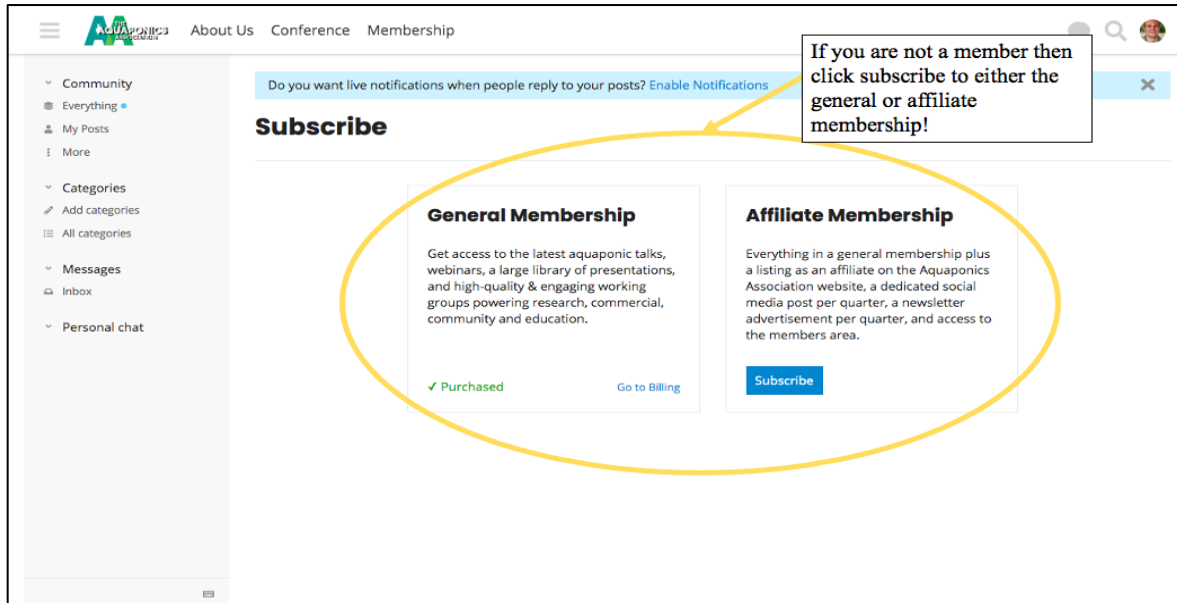 THE
AQUAPONICS
ASSOCIATION
About Us Conference Membership
If you are not a member then
click subscribe to either the
general or affiliate
membership!
Community
Everything
My Posts
More
Categories
Add categories
All categories
Messages
Inbox
Personal chat
Do you want live notifications when people reply to your posts? Enable Notifications
Subscribe
General Membership
Get access to the latest aquaponic talks,
webinars, a large library of presentations,
and high-quality & engaging working
groups powering research, commercial,
community and education.
✓ Purchased Go to Billing
Affiliate Membership
Everything in a general membership plus
a listing as an affiliate on the Aquaponics
Association website, a dedicated social
media post per quarter, a newsletter
advertisement per quarter, and access to
the members area.
Subscribe